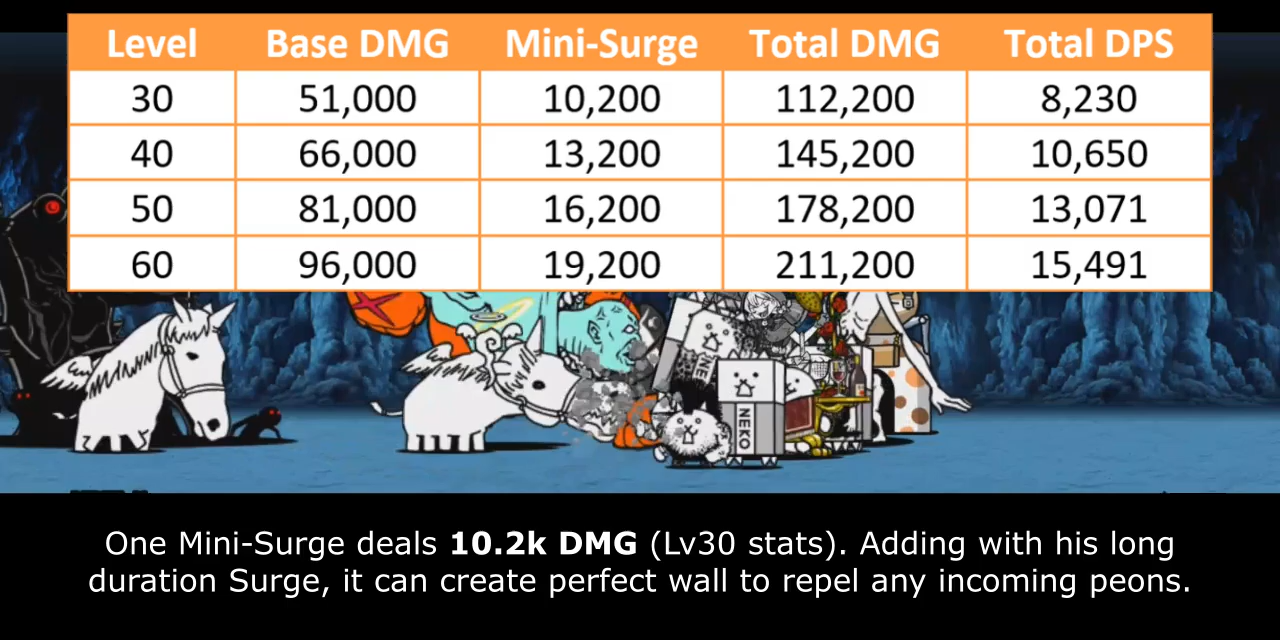 Level Base DMG Mini-Surge Total DMG Total DPS
30 51,000 10,200 112,200 8,230
40 66,000 13,200 145,200 10,650
50 81,000 16,200 178,200 13,071
60 96,000 19,200 211,200 15,491
NEKO
One Mini-Surge deals 10.2k DMG (Lv30 stats). Adding with his long
duration Surge, it can create perfect wall to repel any incoming peons.